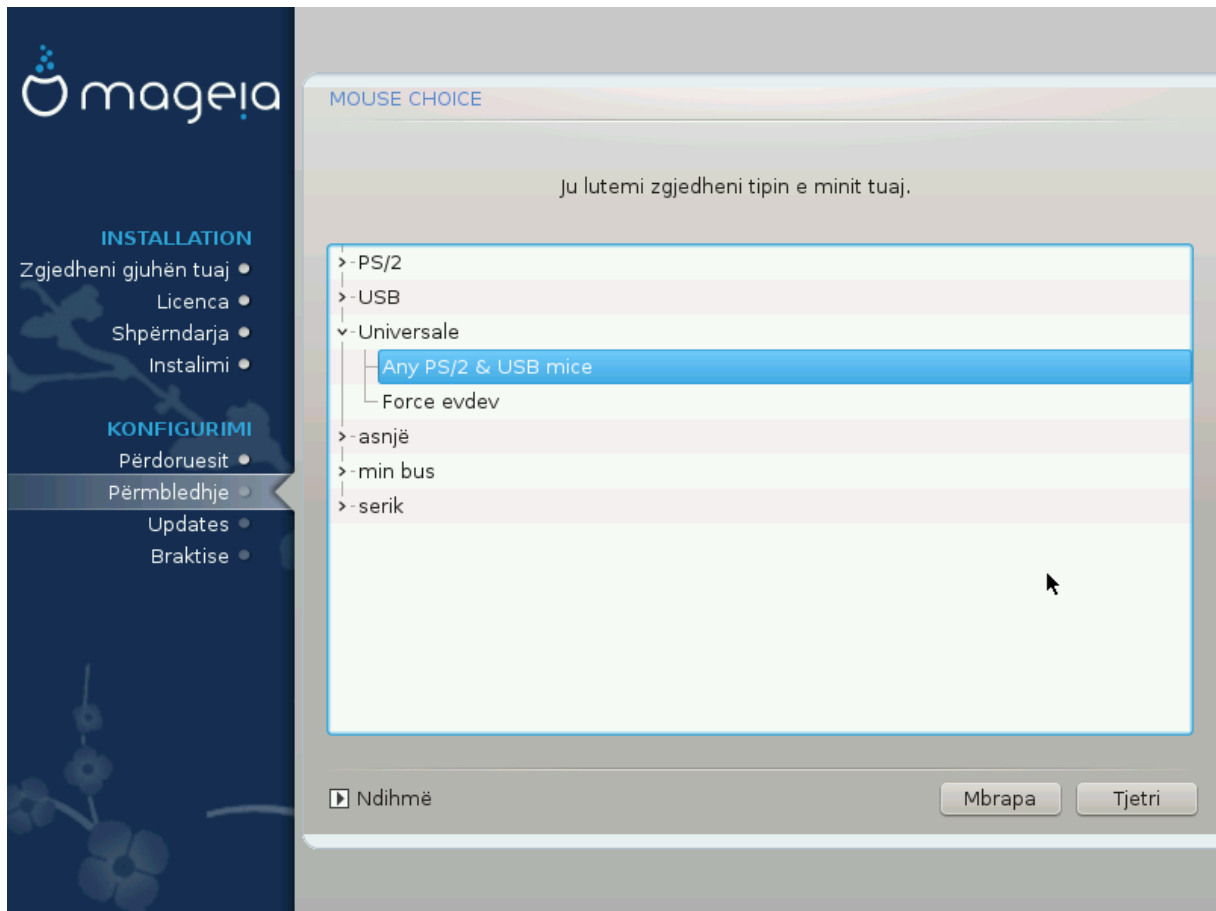 mageia
INSTALLATION
Zgjedheni gjuhën tuaj
Licenca
Shpërndarja
Instalimi
KONFIGURIMI
Përdoruesit
Përmbledhje
Updates
Braktise
MOUSE CHOICE
Ju lutemi zgjedheni tipin e minit tuaj.
PS/2
USB
Universale
Any PS/2 & USB mice
Force evdev
asnjë
min bus
serik
Ndihmë
Mbrapa
Tjetri